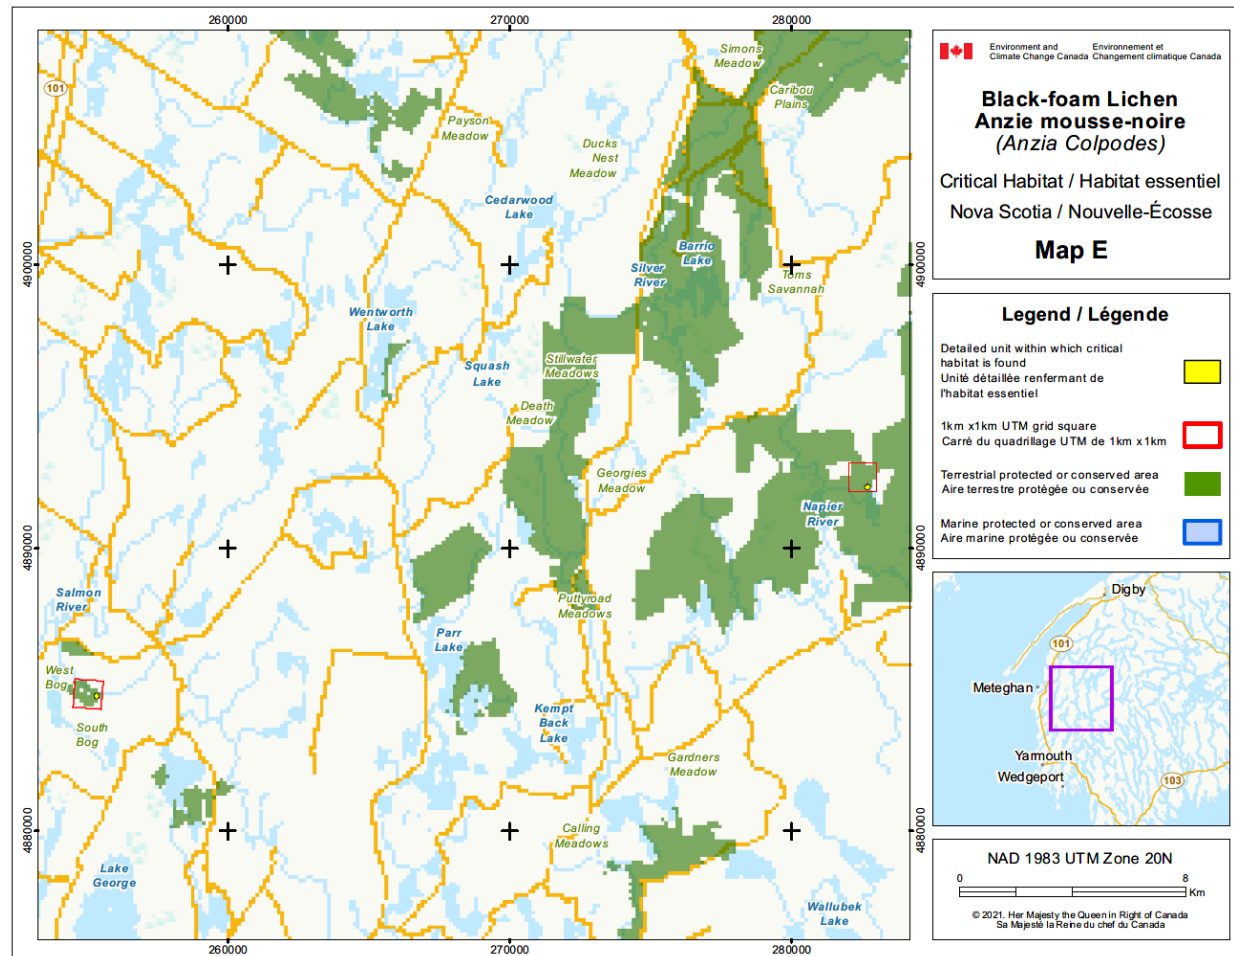 260000
270000
280000
Simons
Meadow
101
Caribou
Plains
Payson
Meadow
Ducks
Nest
Meadow
Cedarwood
Lake
Barrio
Lake
4900000
4900000
Silver
River
Toms
Savannah
Wentworth
Lake
Stillwater
Meadows
Squash
Lake
Death
Meadow
Georgies
Meadow
Napier
River
4890000
4890000
Salmon
River
Puttyroad
Meadows
Parr
Lake
West
Bog
South
Bog
Kempt
Back
Lake
Gardners
Meadow
4880000
4880000
Calling
Meadows
Lake
George
Wallubek
Lake
260000
270000
280000
Environment and
Climate Change Canada
Environnement et
Changement climatique Canada
Black-foam Lichen
Anzie mousse-noire
(Anzia Colpodes)
Critical Habitat / Habitat essentiel
Nova Scotia / Nouvelle-Écosse
Map E
Legend / Légende
Detailed unit within which critical
habitat is found
Unité détaillée renfermant de
l'habitat essentiel
1km x1km UTM grid square
Carré du quadrillage UTM de 1km x1km
Terrestrial protected or conserved area
Aire terrestre protégée ou conservée
Marine protected or conserved area
Aire marine protégée ou conservée
Digby
101
Meteghan
Yarmouth
Wedgeport
103
NAD 1983 UTM Zone 20N
0
8
Km
© 2021. Her Majesty the Queen in Right of Canada
Sa Majesté la Reine du chef du Canada